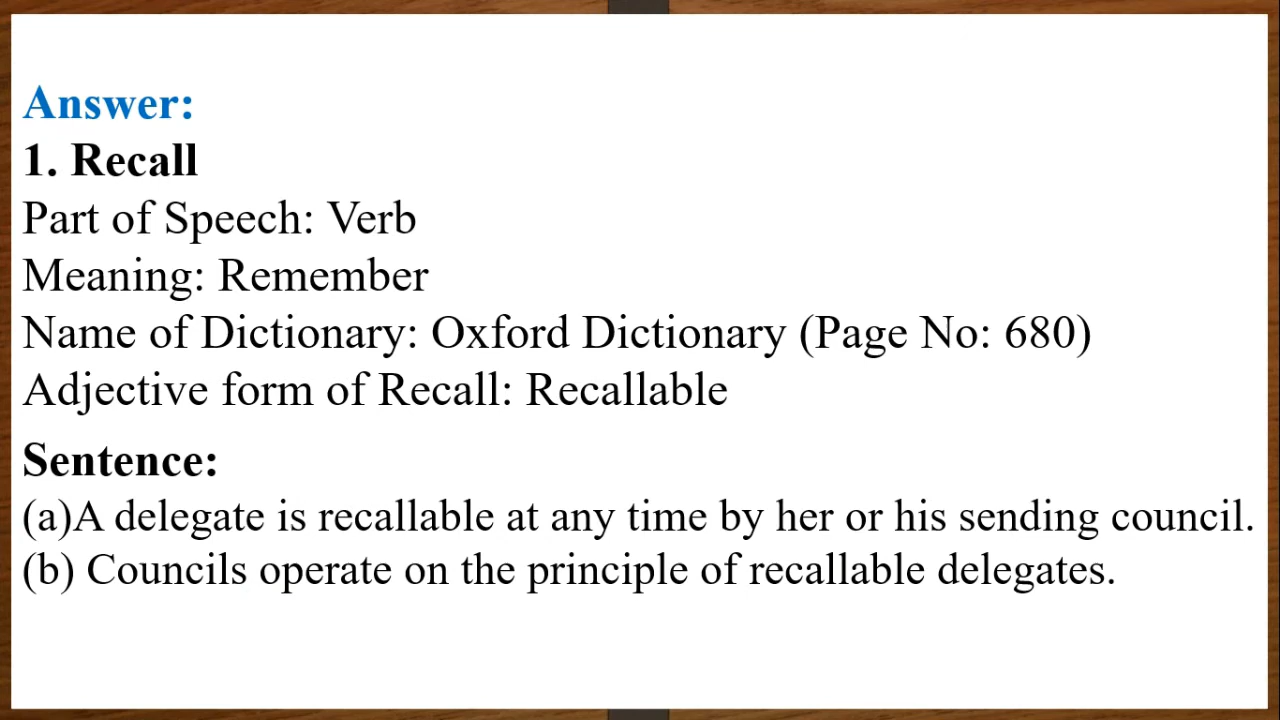 Answer:
1. Recall
Part of Speech: Verb
Meaning: Remember
Name of Dictionary: Oxford Dictionary (Page No: 680)
Adjective form of Recall: Recallable
Sentence:
(a)A delegate is recallable at any time by her or his sending council.
(b) Councils operate on the principle of recallable delegates.